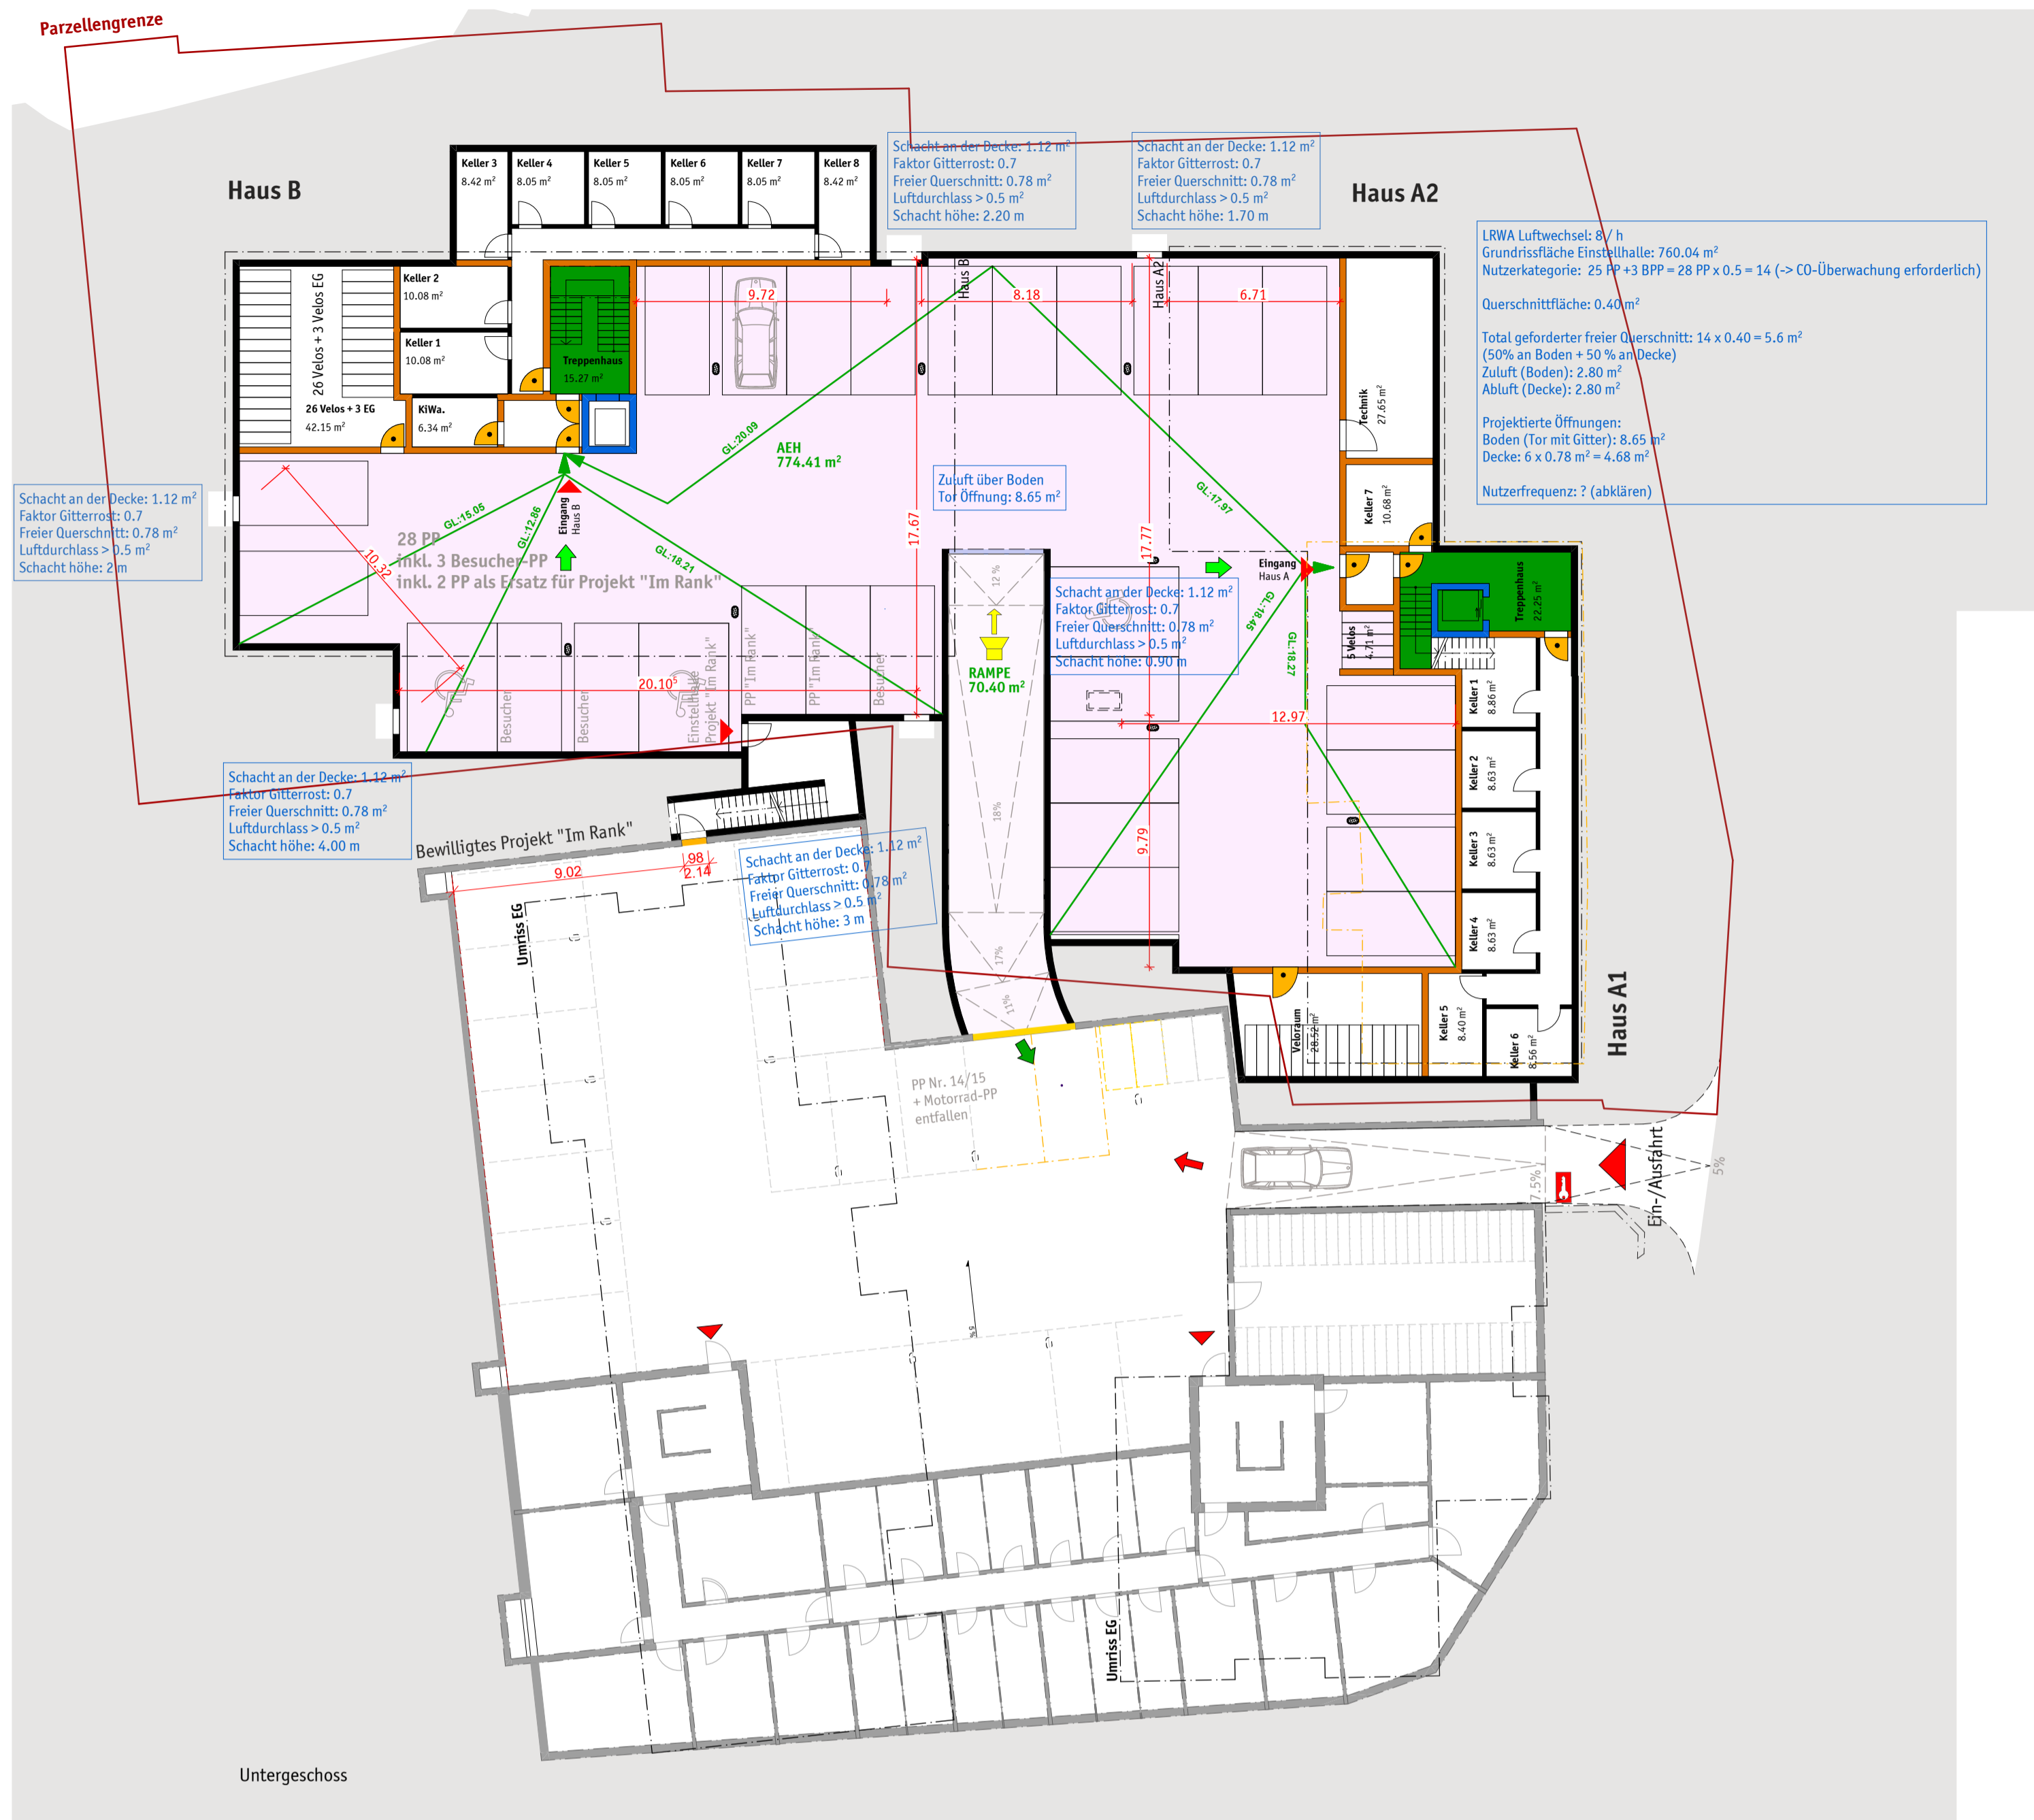 Parzellengrenze
Haus B
Haus A2
Keller 3
8.42 m²
Keller 4
8.05 m²
Keller 5
8.05 m²
Keller 6
8.05 m²
Keller 7
8.05 m²
Keller 8
8.42 m²
Schacht an der Decke: 1.12 m²
Faktor Gitterrost: 0.7
Freier Querschnitt: 0.78 m²
Luftdurchlass > 0.5 m²
Schacht höhe: 2.20 m
Schacht an der Decke: 1.12 m²
Faktor Gitterrost: 0.7
Freier Querschnitt: 0.78 m²
Luftdurchlass > 0.5 m²
Schacht höhe: 1.70 m
LRWA Luftwechsel: 8 / h
Grundrissfläche Einstellhalle: 760.04 m²
Nutzerkategorie: 25 PP +3 BPP = 28 PP x 0.5 = 14 (-> CO-Überwachung erforderlich)
Querschnittfläche: 0.40 m²
Total geforderter freier Querschnitt: 14 x 0.40 = 5.6 m²
(50% an Boden + 50 % an Decke)
Zuluft (Boden): 2.80 m²
Abluft (Decke): 2.80 m²
Projektierte Öffnungen:
Boden (Tor mit Gitter): 8.65 m²
Decke: 6 x 0.78 m² = 4.68 m²
Nutzerfrequenz: ? (abklären)
26 Velos + 3 Velos EG
26 Velos + 3 EG
42.15 m²
Keller 2
10.08 m²
Keller 1
10.08 m²
KiWa.
6.34 m²
Treppenhaus
15.27 m²
9.72
Haus B
8.18
Haus A2
6.71
Technik
27.65 m²
Keller 7
10.68 m²
GL:20.09
AEH
774.41 m²
Zuluft über Boden
Tor Öffnung: 8.65 m²
GL:17.97
17.67
17.77
Schacht an der Decke: 1.12 m²
Faktor Gitterrost: 0.7
Freier Querschnitt: 0.78 m²
Luftdurchlass > 0.5 m²
Schacht höhe: 2 m
GL:15.05
GL:12.86
Eingang
Haus B
GL:18.21
10.32
28 PP
inkl. 3 Besucher-PP
inkl. 2 PP als Ersatz für Projekt "Im Rank"
Eingang
Haus A
Treppenhaus
22.25 m²
5 Velos
4.71 m²
12 %
RAMPE
70.40 m²
18%
17%
11%
Schacht an der Decke: 1.12 m²
Faktor Gitterrost: 0.7
Freier Querschnitt: 0.78 m²
Luftdurchlass > 0.5 m²
Schacht höhe: 0.90 m
GL:18.45
GL:18.27
20.10⁵
Besucher
Besucher
Einstellhalle
Projekt "Im Rank"
PP "Im Rank"
PP "Im Rank"
Besucher
12.97
9.79
Keller 1
8.86 m²
Keller 2
8.63 m²
Keller 3
8.63 m²
Keller 4
8.63 m²
Keller 5
8.40 m²
Keller 6
8.56 m²
Veloraum
28.52 m²
Haus A1
Schacht an der Decke: 1.12 m²
Faktor Gitterrost: 0.7
Freier Querschnitt: 0.78 m²
Luftdurchlass > 0.5 m²
Schacht höhe: 4.00 m
Bewilligtes Projekt "Im Rank"
9.02
98
2.14
Schacht an der Decke: 1.12 m²
Faktor Gitterrost: 0.7
Freier Querschnitt: 0.78 m²
Luftdurchlass > 0.5 m²
Schacht höhe: 3 m
Umriss EG
PP Nr. 14/15
+ Motorrad-PP
entfallen
7.5%
5%
Ein-/Ausfahrt
5%
Umriss EG
Untergeschoss